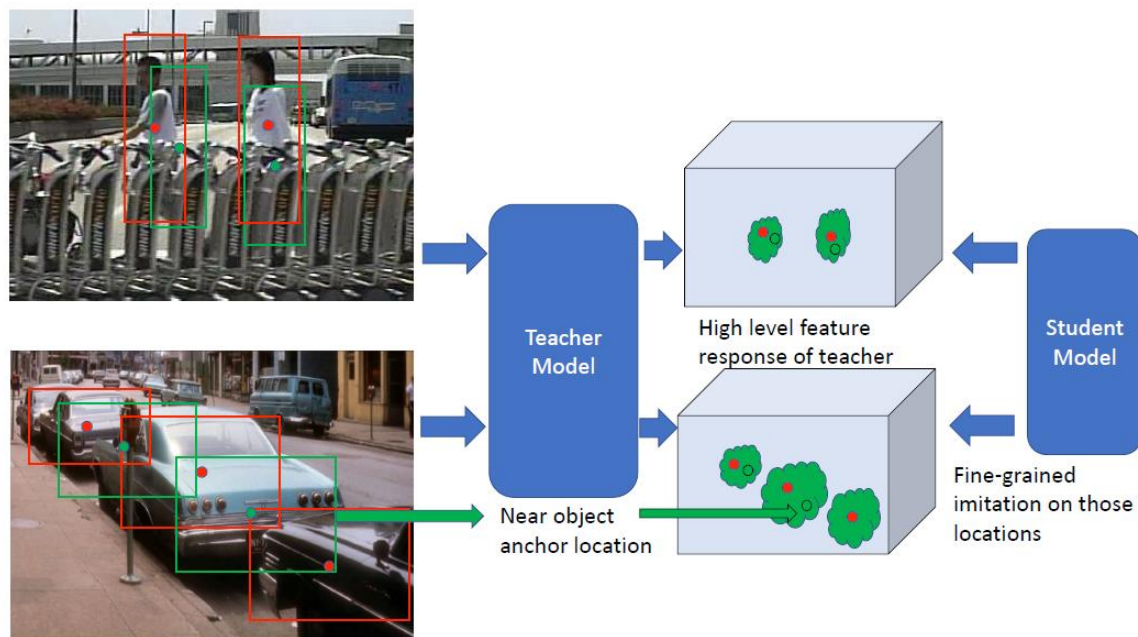 Teacher
Model
High level feature
response of teacher
Student
Model
Near object
anchor location
Fine-grained
imitation on those
locations